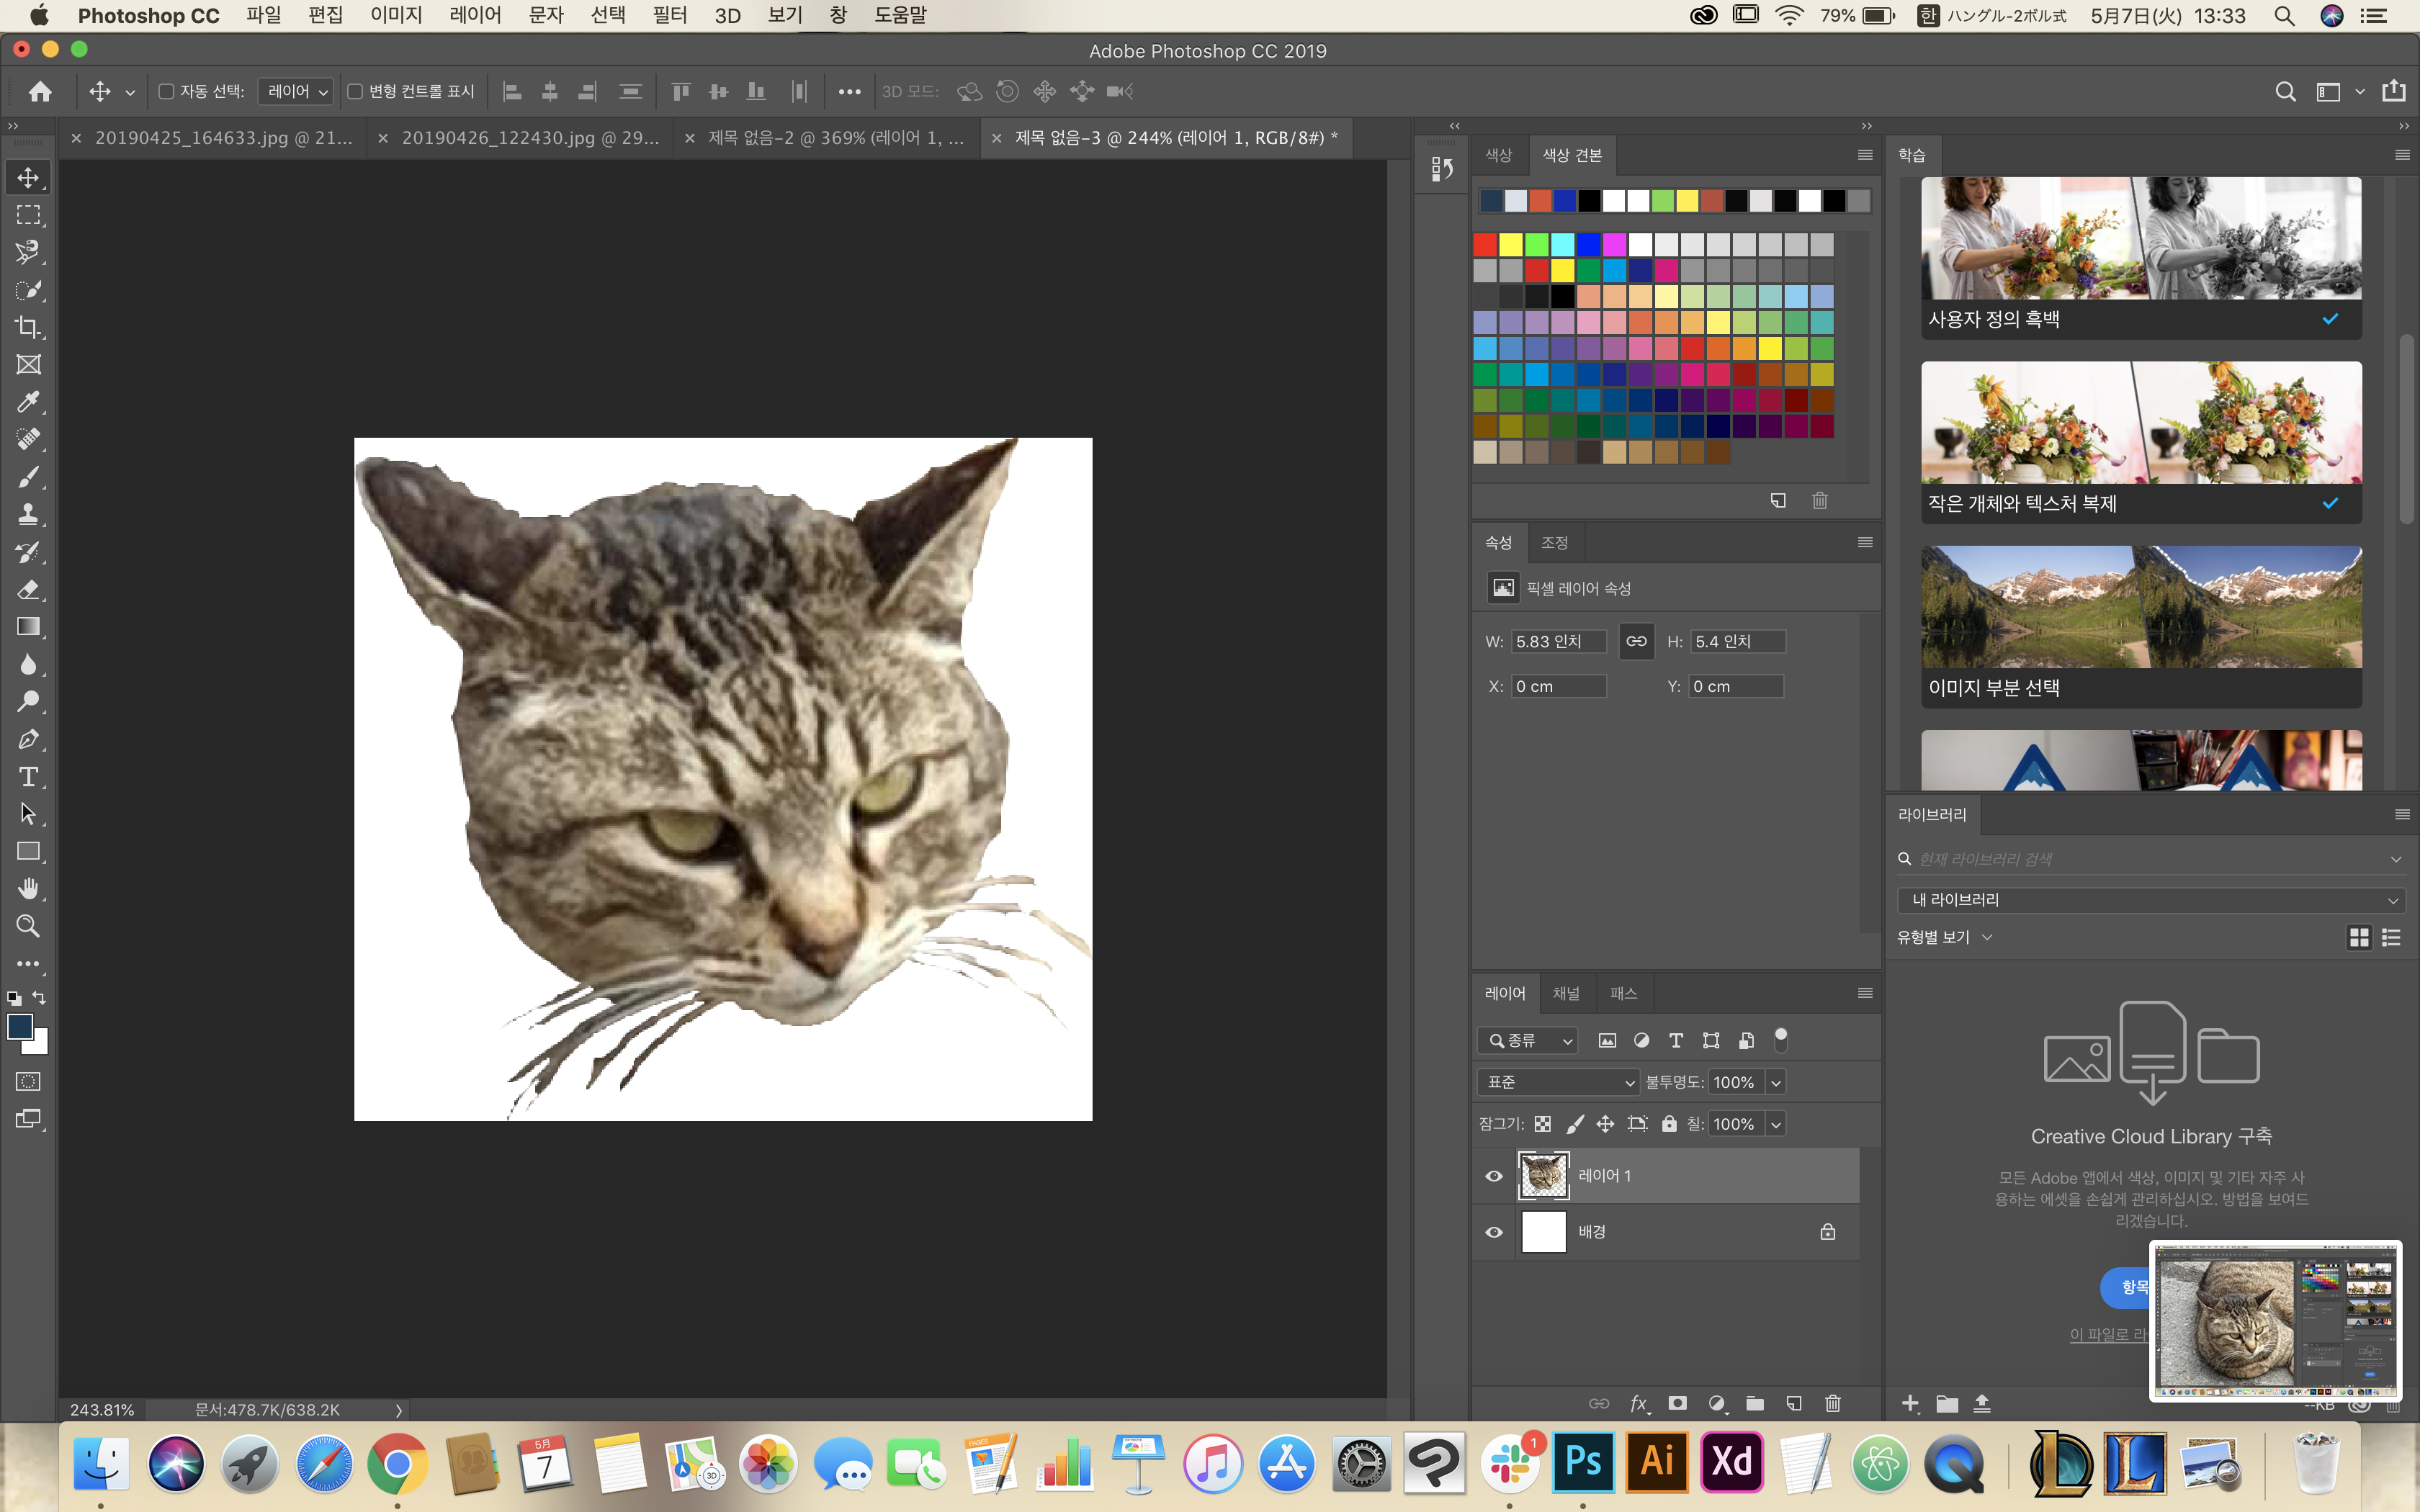 Photoshop CC 파일 편집 이미지 레이어 문자 선택 필터 3D 보기 창 도움말 79% 한 ハングル-2ボル式 5月7日(火) 13:33
Adobe Photoshop CC 2019
자동 선택: 레이어 변형 컨트롤 표시 3D 모드:
20190425_164633.jpg @ 21... 20190426_122430.jpg @ 29... 제목 없음-2 @ 369% (레이어 1, ... 제목 없음-3 @ 244% (레이어 1, RGB/8#) *
색상 색상 견본
학습
사용자 정의 흑백
작은 개체와 텍스처 복제
이미지 부분 선택
속성 조정
픽셀 레이어 속성
W: 5.83 인치 H: 5.4 인치
X: 0 cm Y: 0 cm
라이브러리
현재 라이브러리 검색
내 라이브러리
유형별 보기
레이어 채널 패스
종류
표준 불투명도: 100%
잠그기: 칠: 100%
레이어 1
배경
Creative Cloud Library 구축
모든 Adobe 앱에서 색상, 이미지 및 기타 자주 사
용하는 에셋을 손쉽게 관리하십시오. 방법을 보여드
리겠습니다.
항목
이 파일로 라
--KB
fx
243.81% 문서:478.7K/638.2K
5月
7
PAGES
3D
1
Ps
Ai
Xd